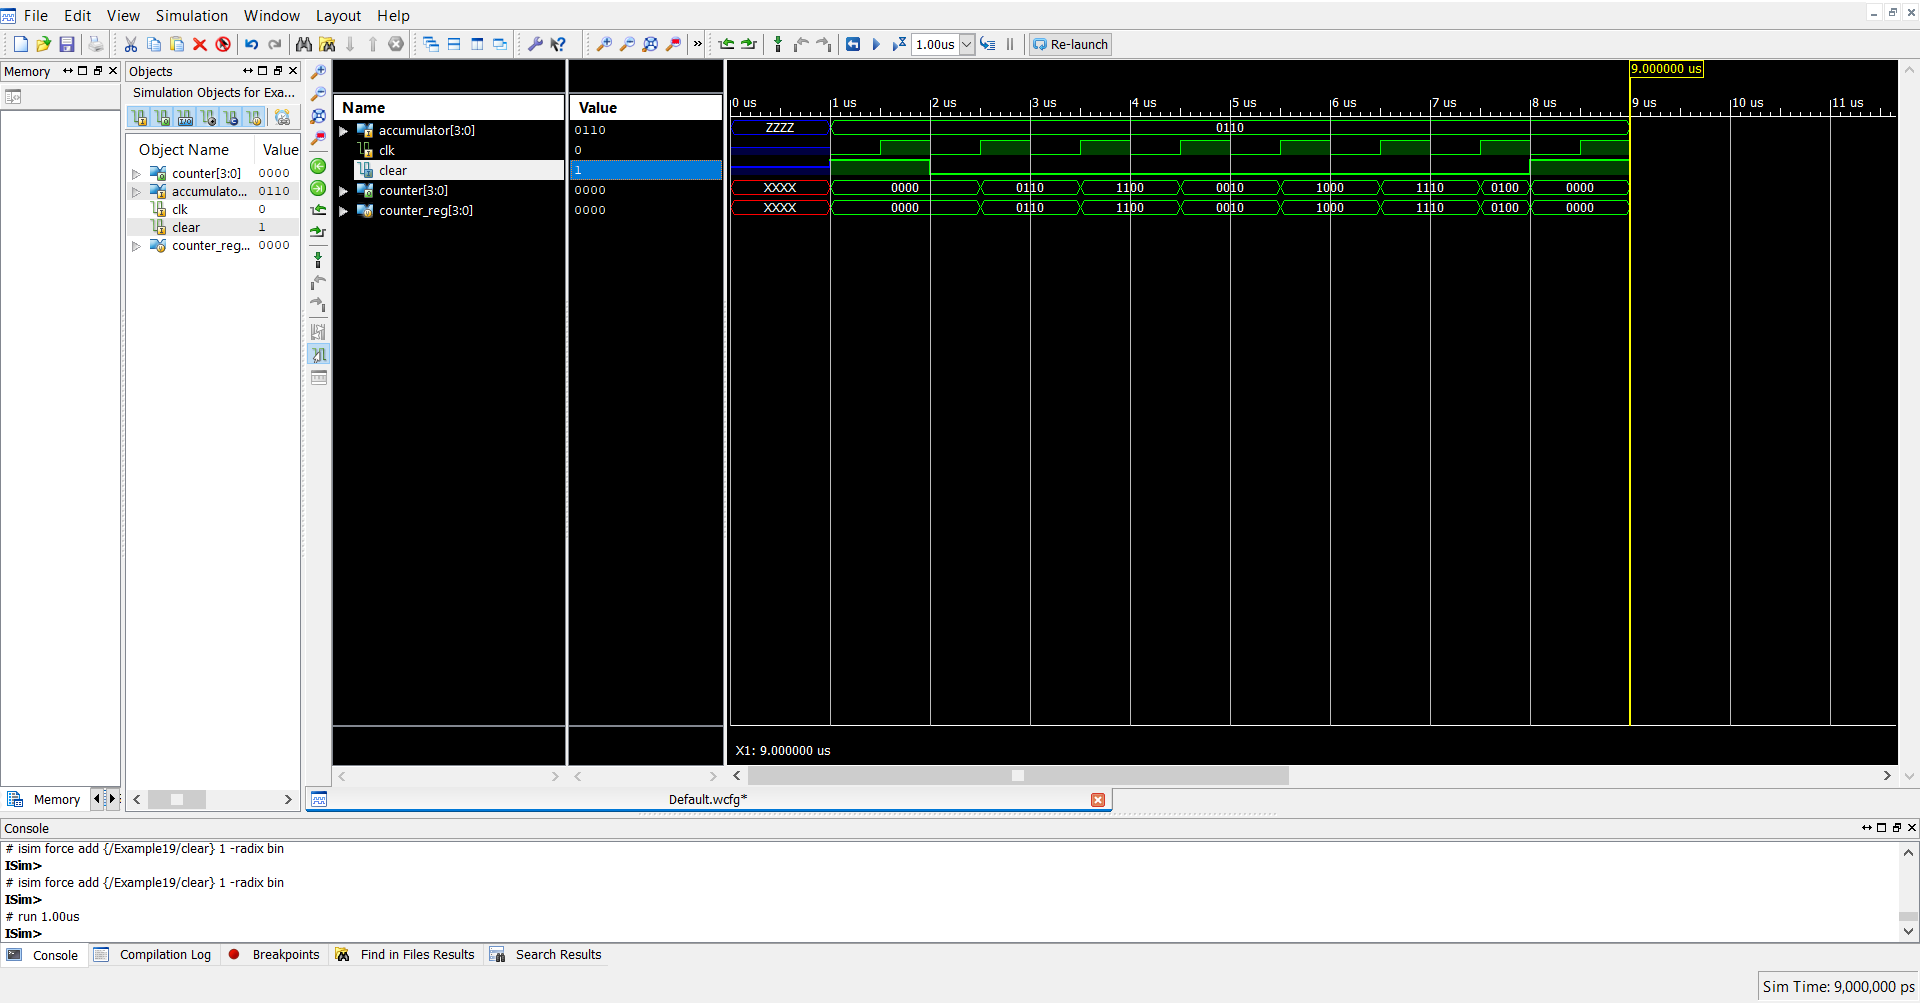 File Edit View Simulation Window Layout Help
1.00us Re-launch
Memory
Objects
Simulation Objects for Exa...
Object Name Value
counter[3:0] 0000
accumulato... 0110
clk 0
clear 1
counter_reg... 0000
Name Value
accumulator[3:0] 0110
clk 0
clear 1
counter[3:0] 0000
counter_reg[3:0] 0000
9.000000 us
0 us 1 us 2 us 3 us 4 us 5 us 6 us 7 us 8 us 9 us 10 us 11 us
ZZZZ 0110
XXXX 0000 0110 1100 0010 1000 1110 0100 0000
XXXX 0000 0110 1100 0010 1000 1110 0100 0000
X1: 9.000000 us
Memory
Default.wcfg*
Console
# isim force add {/Example19/clear} 1 -radix bin
ISim>
# isim force add {/Example19/clear} 1 -radix bin
ISim>
# run 1.00us
ISim>
Console Compilation Log Breakpoints Find in Files Results Search Results
Sim Time: 9,000,000 ps